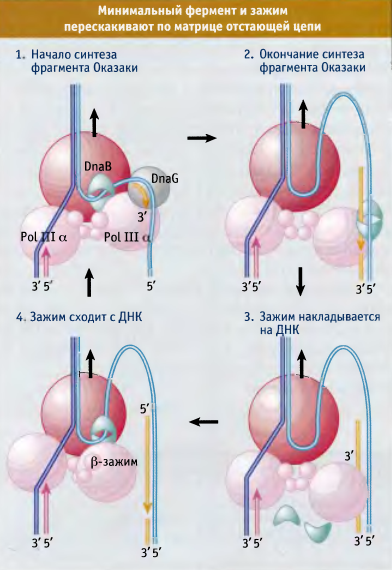 Минимальный фермент и зажим
перескакивают по матрице отстающей цепи
1. Начало синтеза
фрагмента Оказаки
2. Окончание синтеза
фрагмента Оказаки
DnaB
DnaG
3′
Pol III α
Pol III α
3′ 5′
5′
3′ 5′
3′ 5′
4. Зажим сходит с ДНК
3. Зажим накладывается
на ДНК
5′
β-зажим
3′
3′ 5′
3′ 5′
3′ 5′
3′ 5′